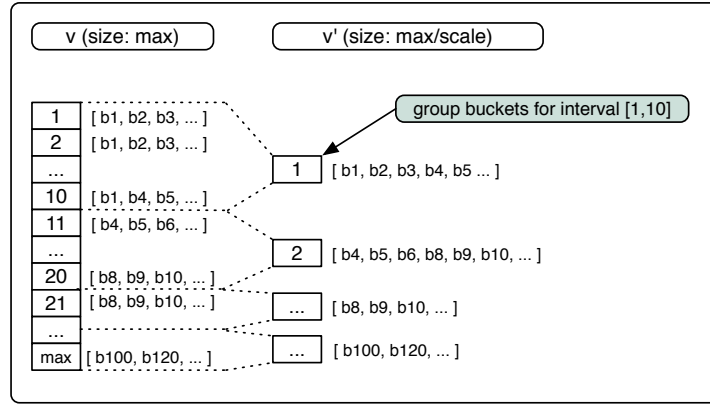 v (size: max)
v' (size: max/scale)
group buckets for interval [1,10]
1 [ b1, b2, b3, ... ]
2 [ b1, b2, b3, ... ]
...
1 [ b1, b2, b3, b4, b5 ... ]
10 [ b1, b4, b5, ... ]
11 [ b4, b5, b6, ... ]
...
2 [ b4, b5, b6, b8, b9, b10, ... ]
20 [ b8, b9, b10, ... ]
21 [ b8, b9, b10, ... ]
... [ b8, b9, b10, ... ]
...
... [ b100, b120, ... ]
max [ b100, b120, ... ]